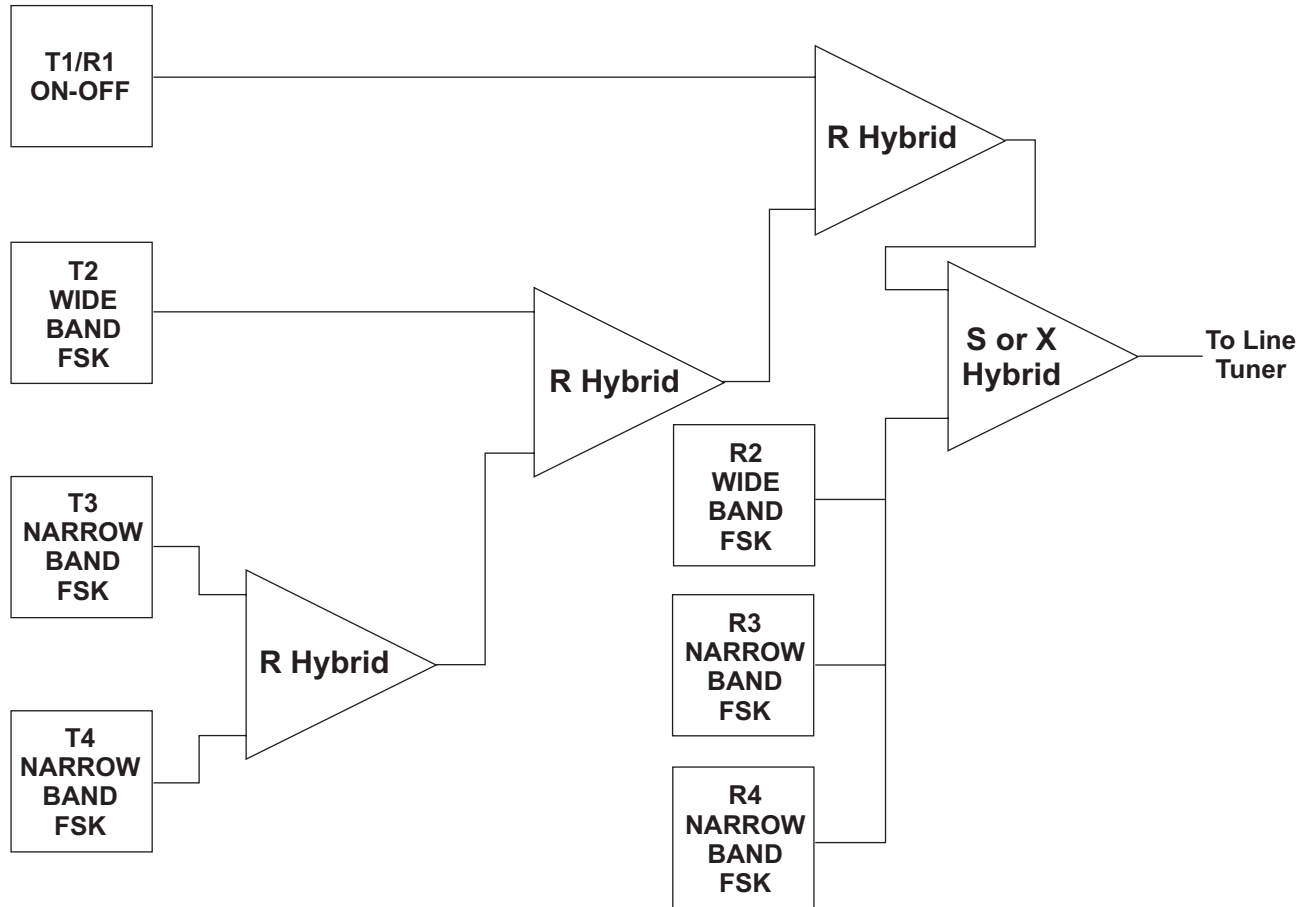 T1/R1
ON-OFF
R Hybrid
T2
WIDE
BAND
FSK
S or X
Hybrid
To Line
Tuner
R Hybrid
R2
WIDE
BAND
FSK
T3
NARROW
BAND
FSK
R Hybrid
R3
NARROW
BAND
FSK
T4
NARROW
BAND
FSK
R4
NARROW
BAND
FSK